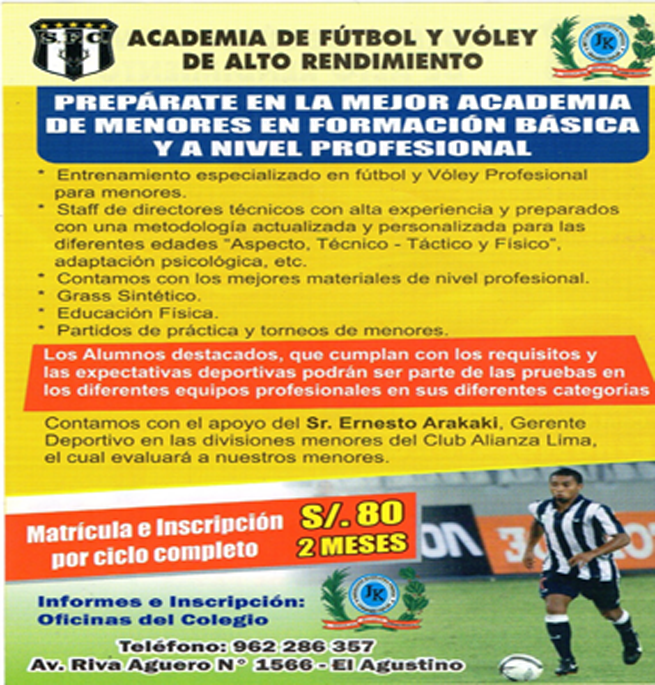 S.F.C.
ACADEMIA DE FÚTBOL Y VÓLEY
DE ALTO RENDIMIENTO
JK
PREPÁRATE EN LA MEJOR ACADEMIA
DE MENORES EN FORMACIÓN BÁSICA
Y A NIVEL PROFESIONAL
* Entrenamiento especializado en fútbol y Vóley Profesional
para menores.
* Staff de directores técnicos con alta experiencia y preparados
con una metodología actualizada y personalizada para las
diferentes edades "Aspecto, Técnico - Táctico y Físico",
adaptación psicológica, etc.
* Contamos con los mejores materiales de nivel profesional.
* Grass Sintético.
* Educación Física.
* Partidos de práctica y torneos de menores.
Los Alumnos destacados, que cumplan con los requisitos y
las expectativas deportivas podrán ser parte de las pruebas en
los diferentes equipos profesionales en sus diferentes categorías
Contamos con el apoyo del Sr. Ernesto Arakaki, Gerente
Deportivo en las divisiones menores del Club Alianza Lima,
el cual evaluará a nuestros menores.
Matrícula e Inscripción
por ciclo completo
S/. 80
2 MESES
Informes e Inscripción:
Oficinas del Colegio
JK
Teléfono: 962 286 357
Av. Riva Aguero N° 1566 - El Agustino